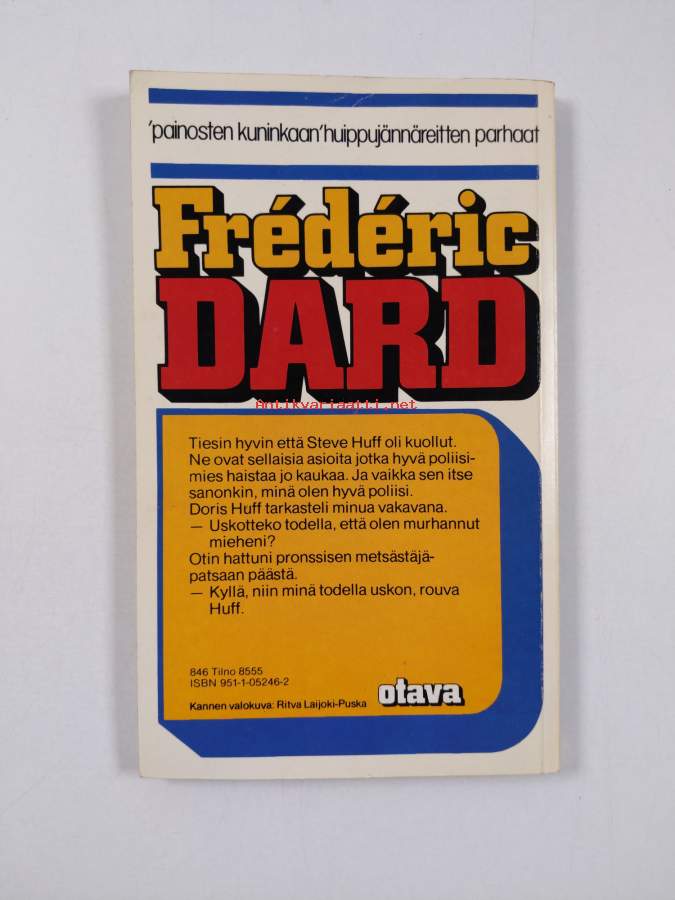 'painosten kuninkaan' huippujännäreitten parhaat
Frédéric
DARD
Antikvariaatti.net
Tiesin hyvin että Steve Huff oli kuollut.
Ne ovat sellaisia asioita jotka hyvä poliisi-
mies haistaa jo kaukaa. Ja vaikka sen itse
sanonkin, minä olen hyvä poliisi.
Doris Huff tarkasteli minua vakavana.
— Uskotteko todella, että olen murhannut
mieheni?
Otin hattuni pronssisen metsästäjä-
patsaan päästä.
— Kyllä, niin minä todella uskon, rouva
Huff.
846 Tilno 8555
ISBN 951-1-05246-2
Kannen valokuva: Ritva Laijoki-Puska
otava